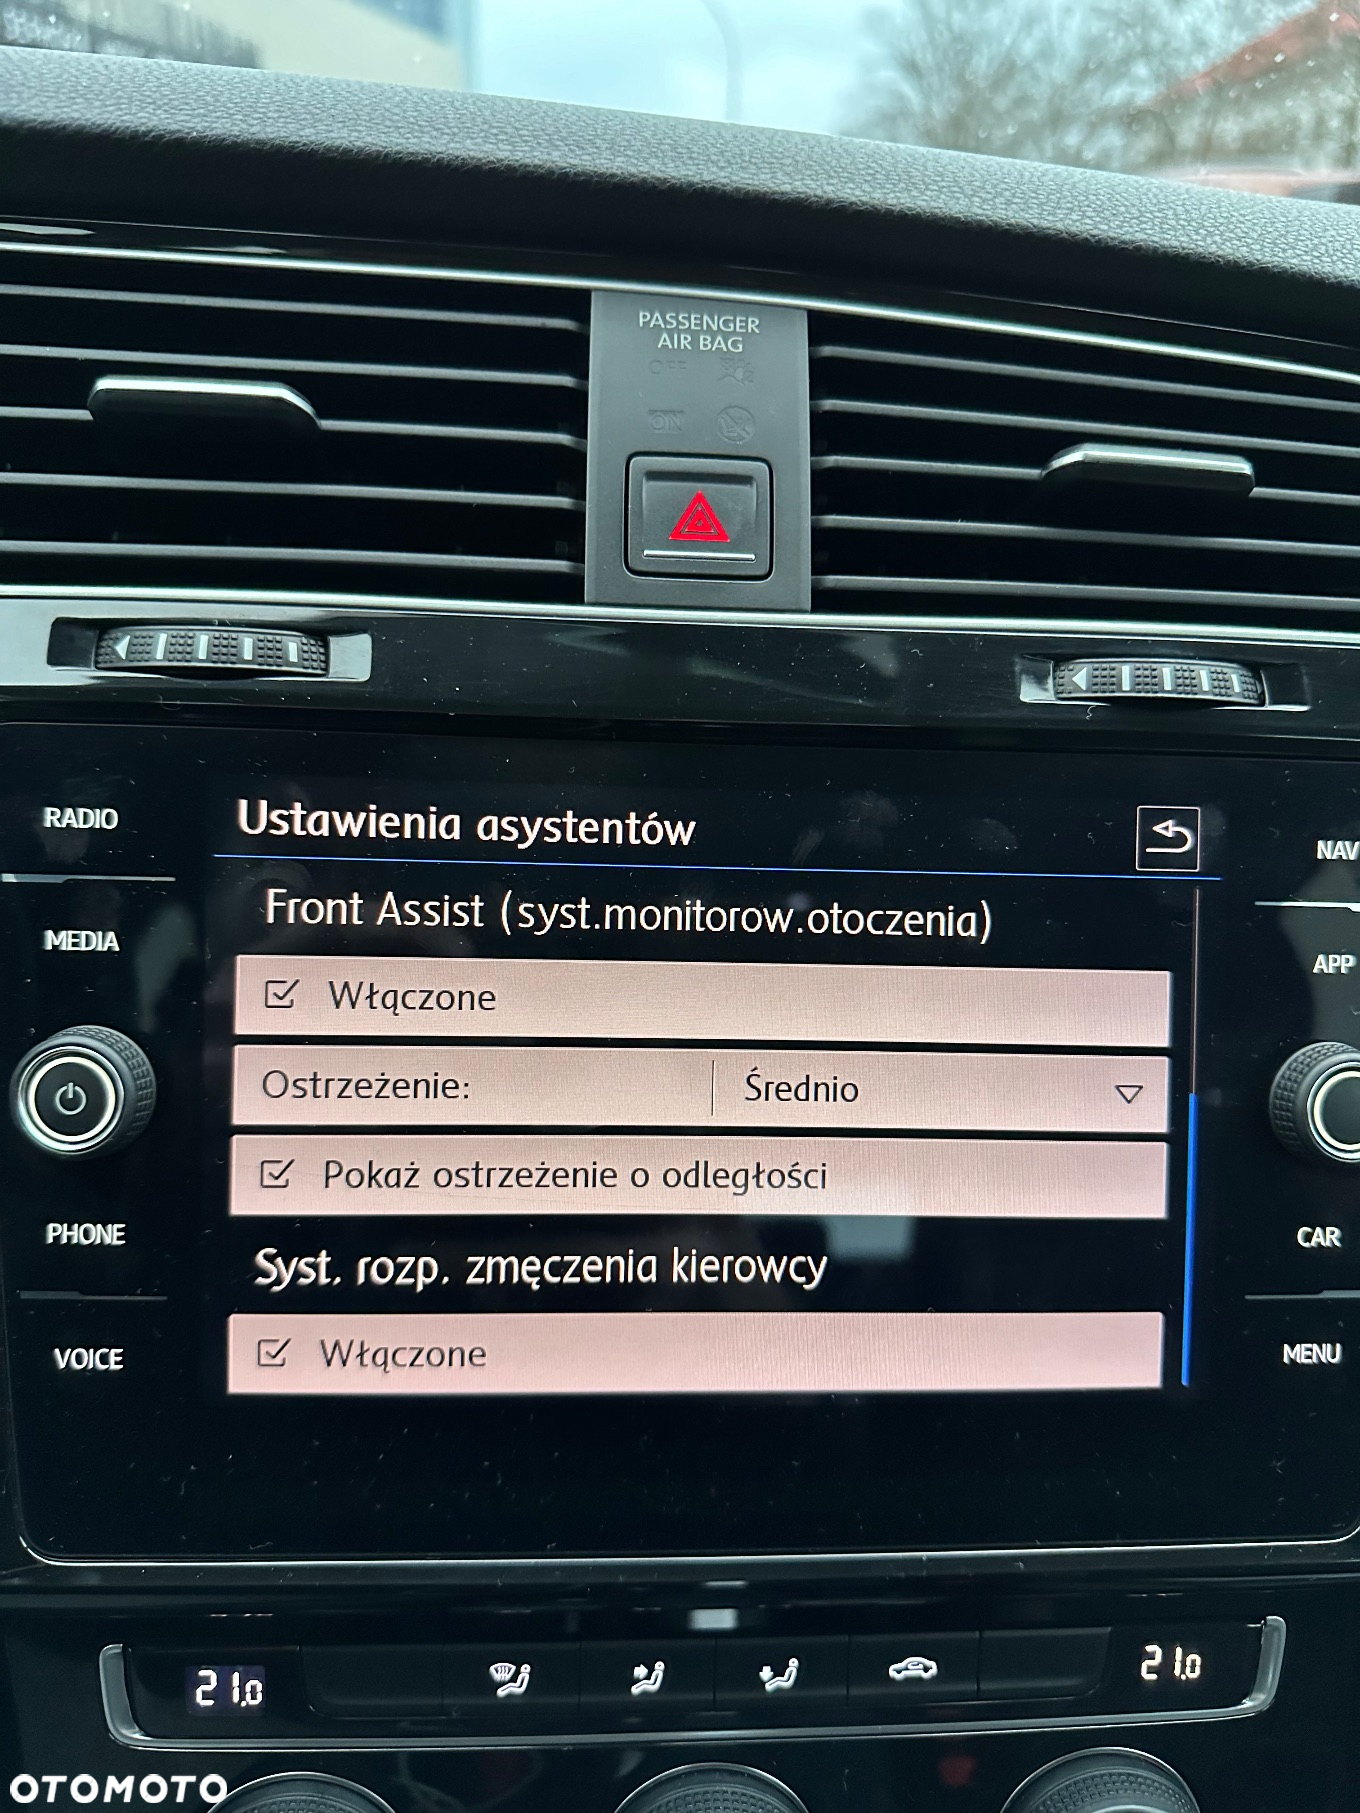 PASSENGER
AIR BAG
OFF
ON
RADIO
MEDIA
PHONE
VOICE
Ustawienia asystentów
Front Assist (syst.monitorow.otoczenia)
Włączone
Ostrzeżenie: Średnio
Pokaż ostrzeżenie o odległości
Syst. rozp. zmęczenia kierowcy
Włączone
NAV
APP
CAR
MENU
21.0
21.0
OTOMOTO